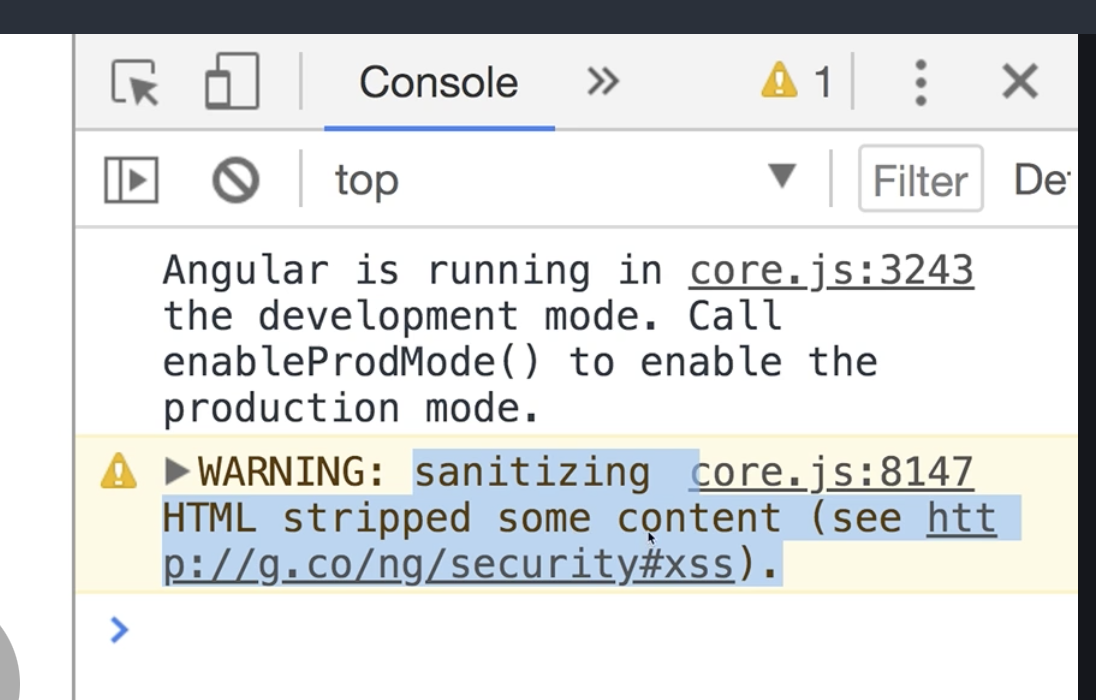 Console » 1
top Filter De
Angular is running in core.js:3243
the development mode. Call
enableProdMode() to enable the
production mode.
WARNING: sanitizing core.js:8147
HTML stripped some content (see htt
p://g.co/ng/security#xss).